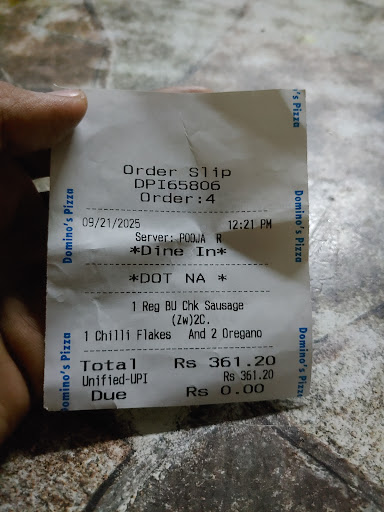 Order Slip
DPI65806
Order:4
09/21/2025 12:21 PM
Server: POOJA R
*Dine In*
*DOT NA *
1 Reg BU Chk Sausage
(Zw)2C.
1 Chilli Flakes And 2 Oregano
Total Rs 361.20
Unified-UPI Rs 361.20
Due Rs 0.00
Domino's Pizza
Domino's Pizza
's Pizza
Domino's Pizza
Domino's Pizza